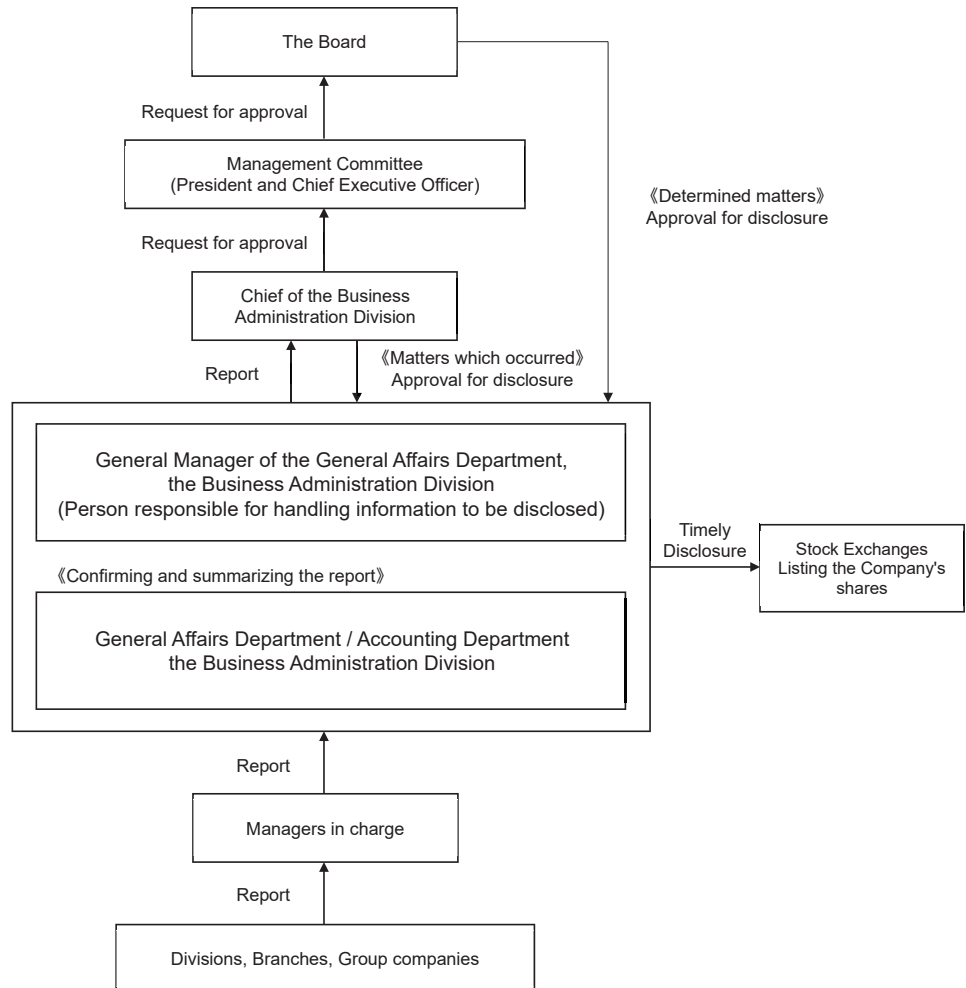 The Board
Request for approval
Management Committee
(President and Chief Executive Officer)
《Determined matters》
Approval for disclosure
Request for approval
Chief of the Business
Administration Division
Report
《Matters which occurred》
Approval for disclosure
General Manager of the General Affairs Department,
the Business Administration Division
(Person responsible for handling information to be disclosed)
Timely
Disclosure
Stock Exchanges
Listing the Company's
shares
《Confirming and summarizing the report》
General Affairs Department / Accounting Department
the Business Administration Division
Report
Managers in charge
Report
Divisions, Branches, Group companies